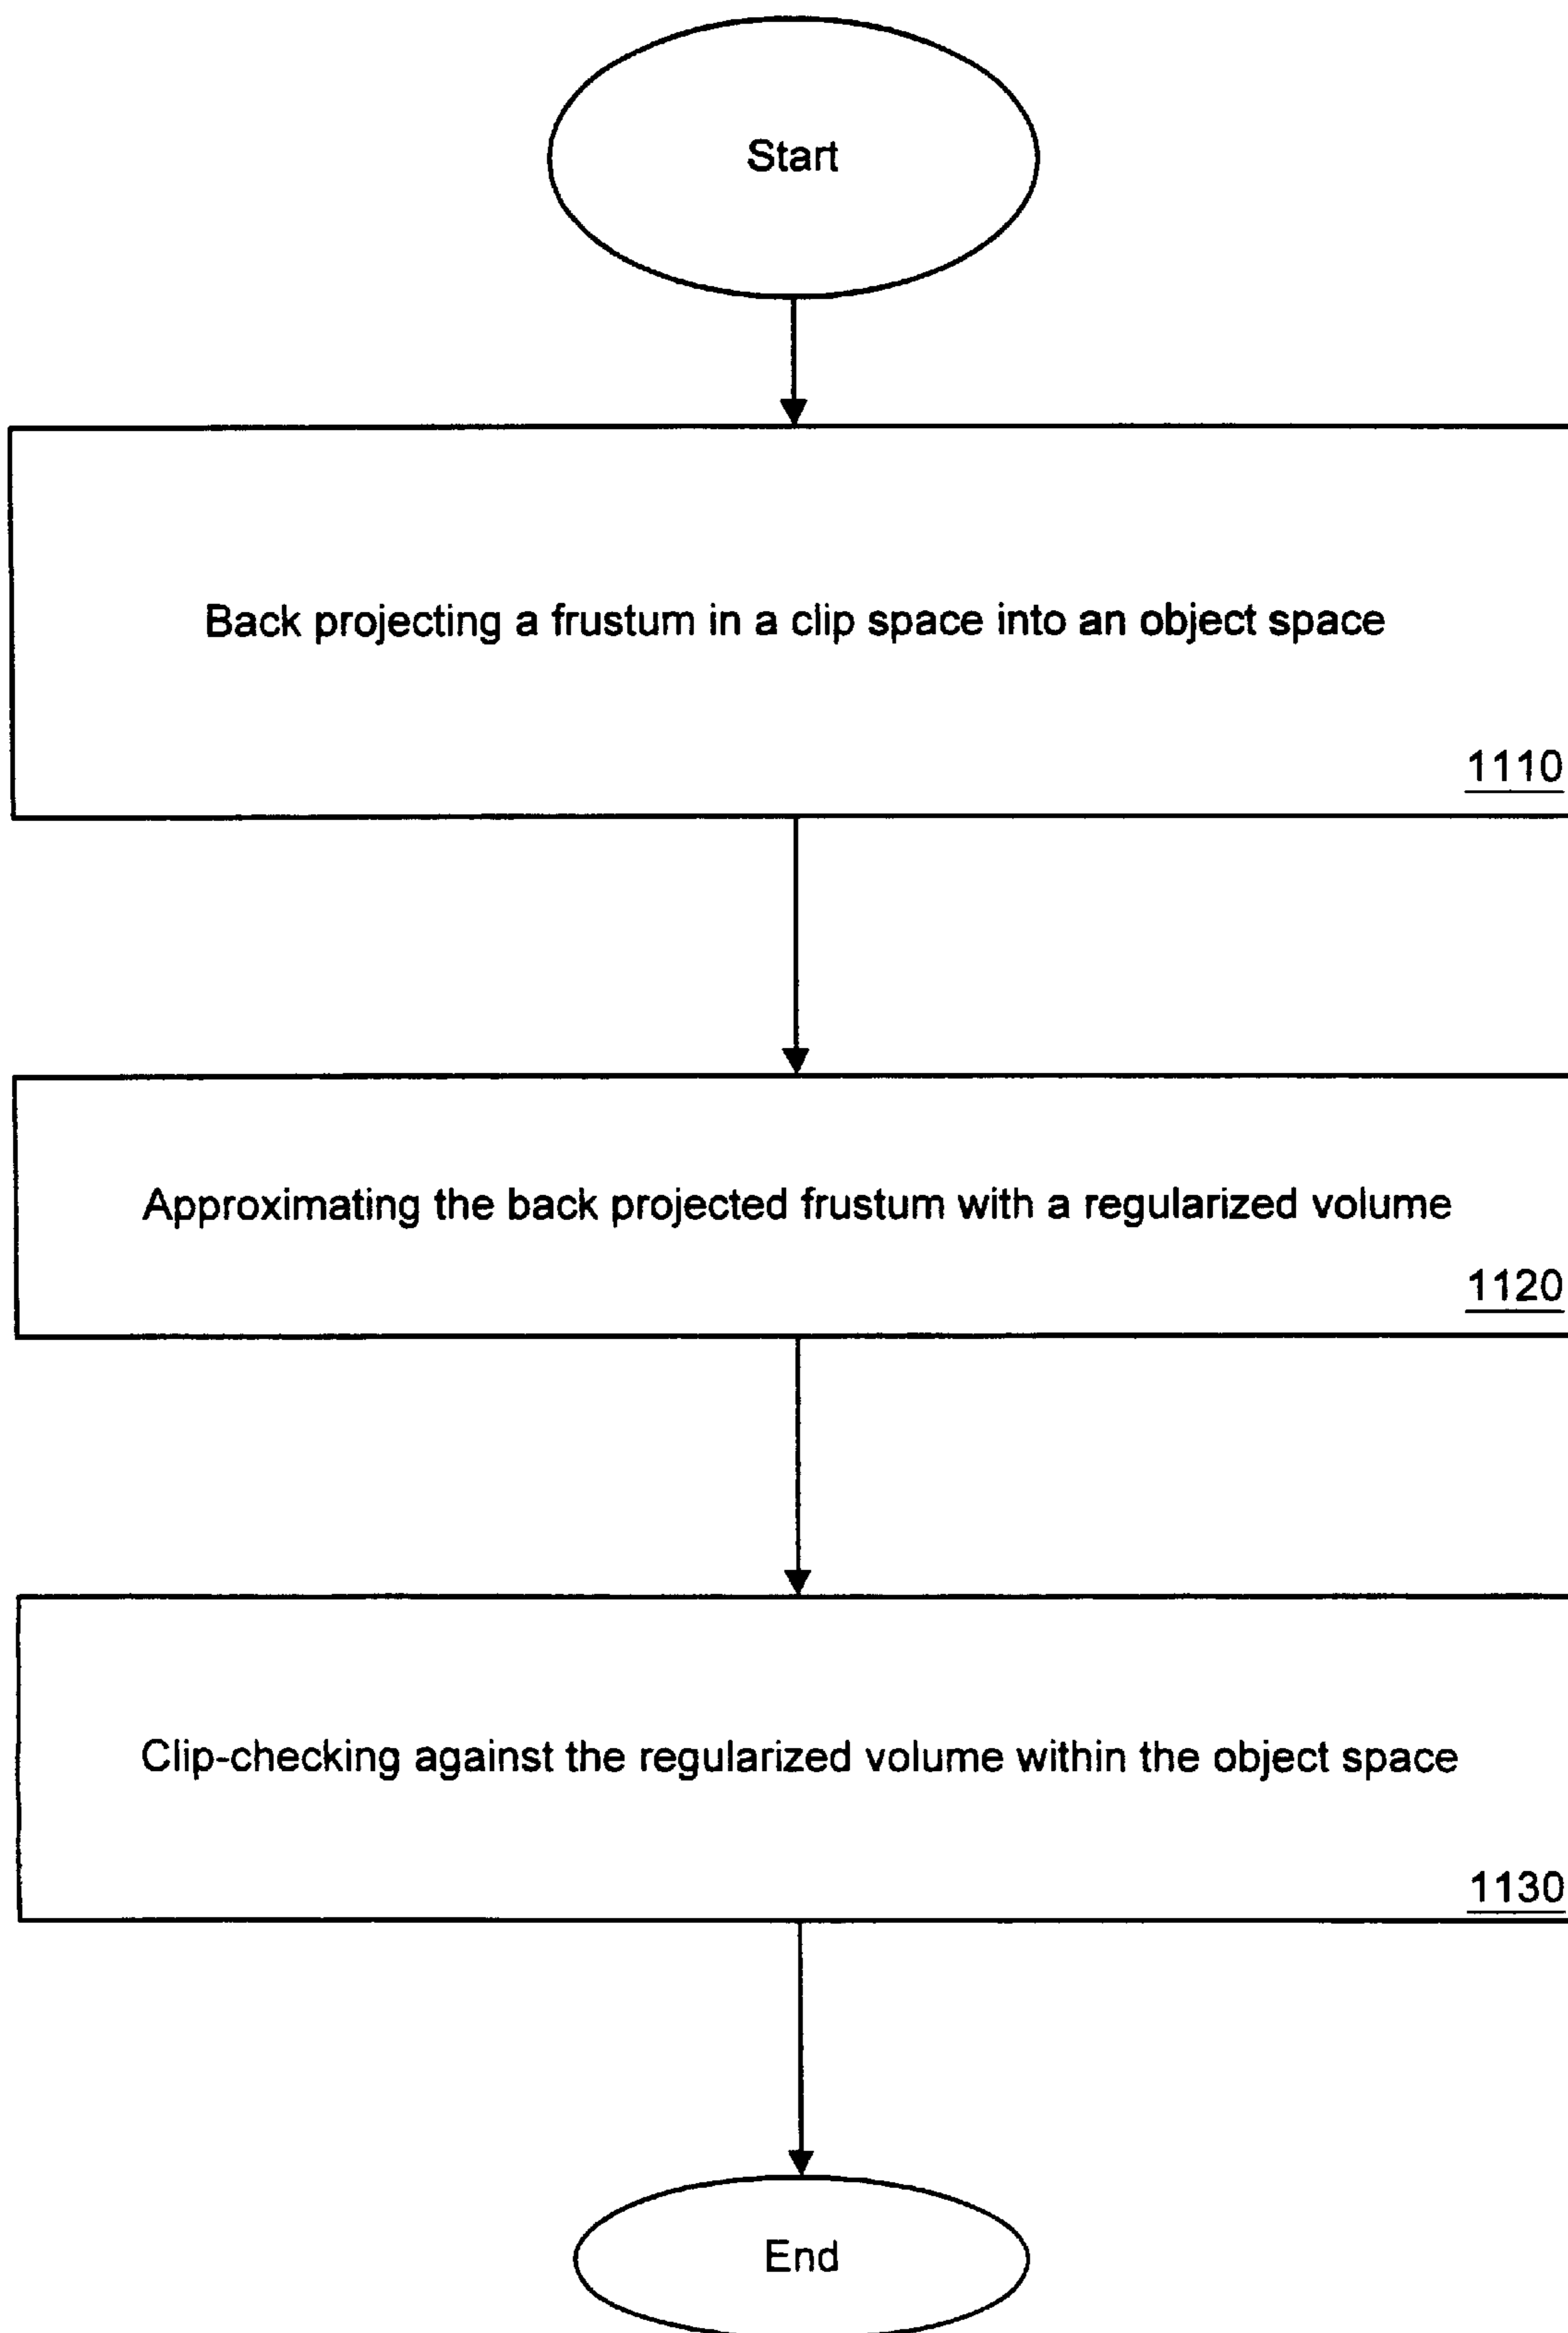 Start
Back projecting a frustum in a clip space into an object space
1110
Approximating the back projected frustum with a regularized volume
1120
Clip-checking against the regularized volume within the object space
1130
End